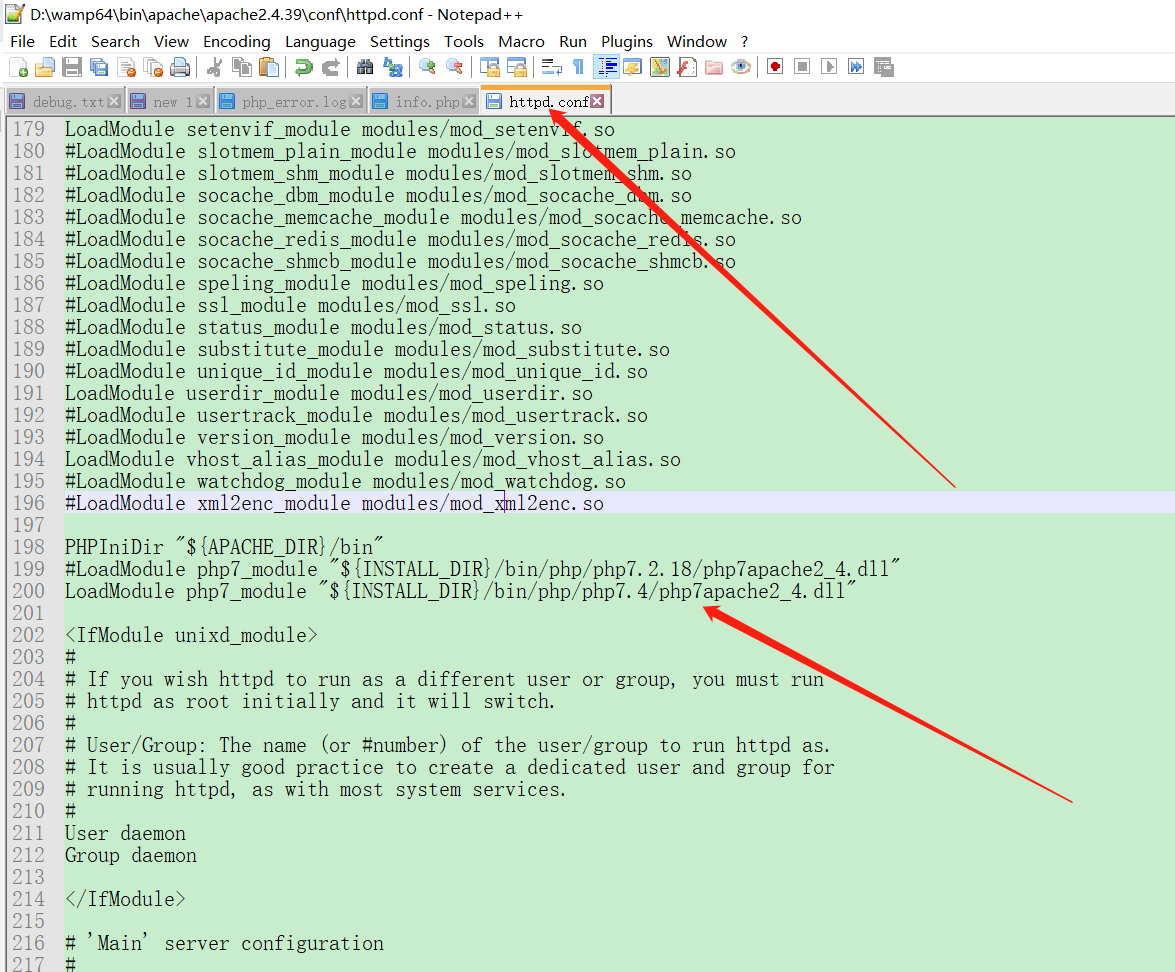 D:\wamp64\bin\apache\apache2.4.39\conf\httpd.conf - Notepad++
File Edit Search View Encoding Language Settings Tools Macro Run Plugins Window ?
debug.txt new 1 php_error.log info.php httpd.conf
179 LoadModule setenvif_module modules/mod_setenvif.so
180 #LoadModule slotmem_plain_module modules/mod_slotmem_plain.so
181 #LoadModule slotmem_shm_module modules/mod_slotmem_shm.so
182 #LoadModule socache_dbm_module modules/mod_socache_dbm.so
183 #LoadModule socache_memcache_module modules/mod_socache_memcache.so
184 #LoadModule socache_redis_module modules/mod_socache_redis.so
185 #LoadModule socache_shmcb_module modules/mod_socache_shmcb.so
186 #LoadModule speling_module modules/mod_speling.so
187 #LoadModule ssl_module modules/mod_ssl.so
188 #LoadModule status_module modules/mod_status.so
189 #LoadModule substitute_module modules/mod_substitute.so
190 #LoadModule unique_id_module modules/mod_unique_id.so
191 LoadModule userdir_module modules/mod_userdir.so
192 #LoadModule usertrack_module modules/mod_usertrack.so
193 #LoadModule version_module modules/mod_version.so
194 LoadModule vhost_alias_module modules/mod_vhost_alias.so
195 #LoadModule watchdog_module modules/mod_watchdog.so
196 #LoadModule xml2enc_module modules/mod_xml2enc.so
197
198 PHPIniDir "${APACHE_DIR}/bin"
199 #LoadModule php7_module "${INSTALL_DIR}/bin/php/php7.2.18/php7apache2_4.dll"
200 LoadModule php7_module "${INSTALL_DIR}/bin/php/php7.4/php7apache2_4.dll"
201
202 <IfModule unixd_module>
203 #
204 # If you wish httpd to run as a different user or group, you must run
205 # httpd as root initially and it will switch.
206 #
207 # User/Group: The name (or #number) of the user/group to run httpd as.
208 # It is usually good practice to create a dedicated user and group for
209 # running httpd, as with most system services.
210 #
211 User daemon
212 Group daemon
213
214 </IfModule>
215
216 # 'Main' server configuration
217 #